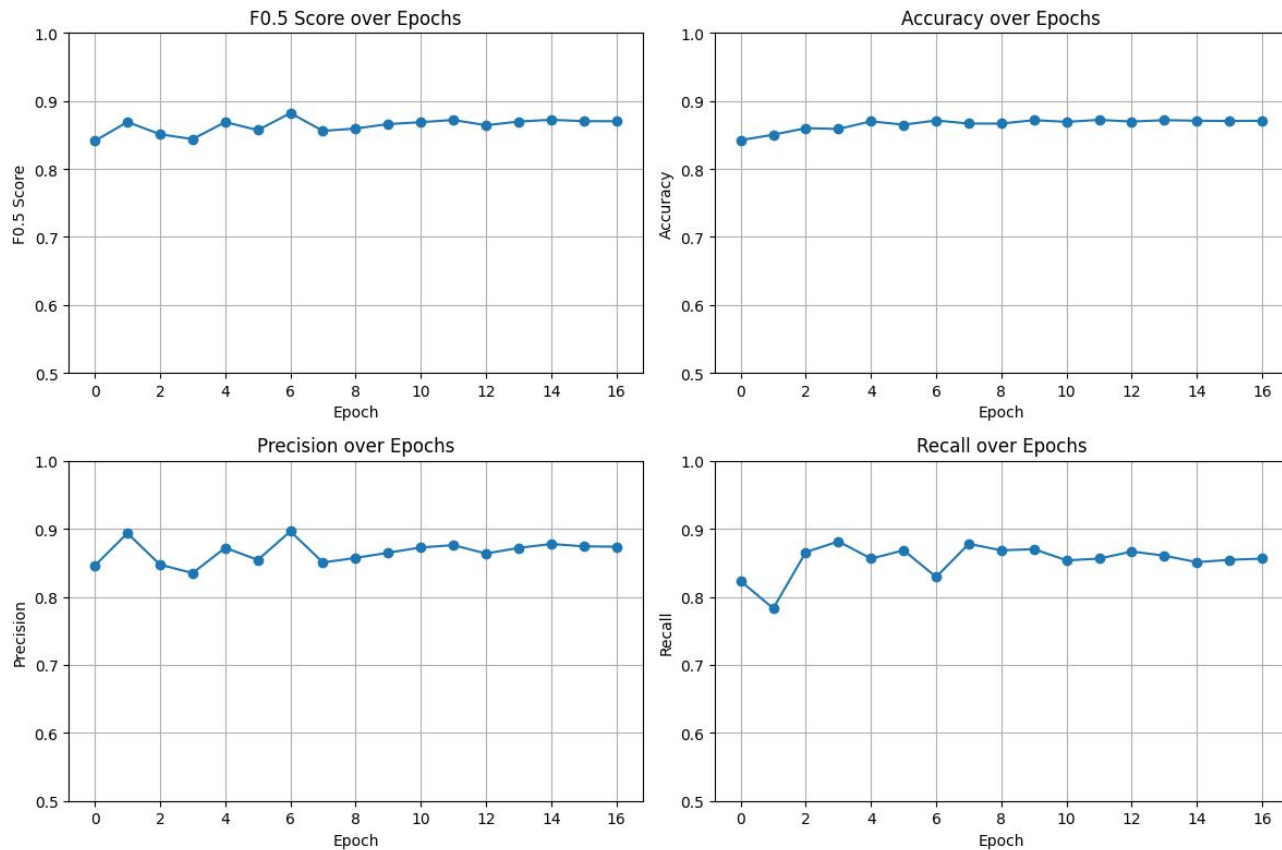 F0.5 Score over Epochs
1.0
0.9
0.8
0.7
0.6
0.5
F0.5 Score
0 2 4 6 8 10 12 14 16
Epoch
Accuracy over Epochs
1.0
0.9
0.8
0.7
0.6
0.5
Accuracy
0 2 4 6 8 10 12 14 16
Epoch
Precision over Epochs
1.0
0.9
0.8
0.7
0.6
0.5
Precision
0 2 4 6 8 10 12 14 16
Epoch
Recall over Epochs
1.0
0.9
0.8
0.7
0.6
0.5
Recall
0 2 4 6 8 10 12 14 16
Epoch